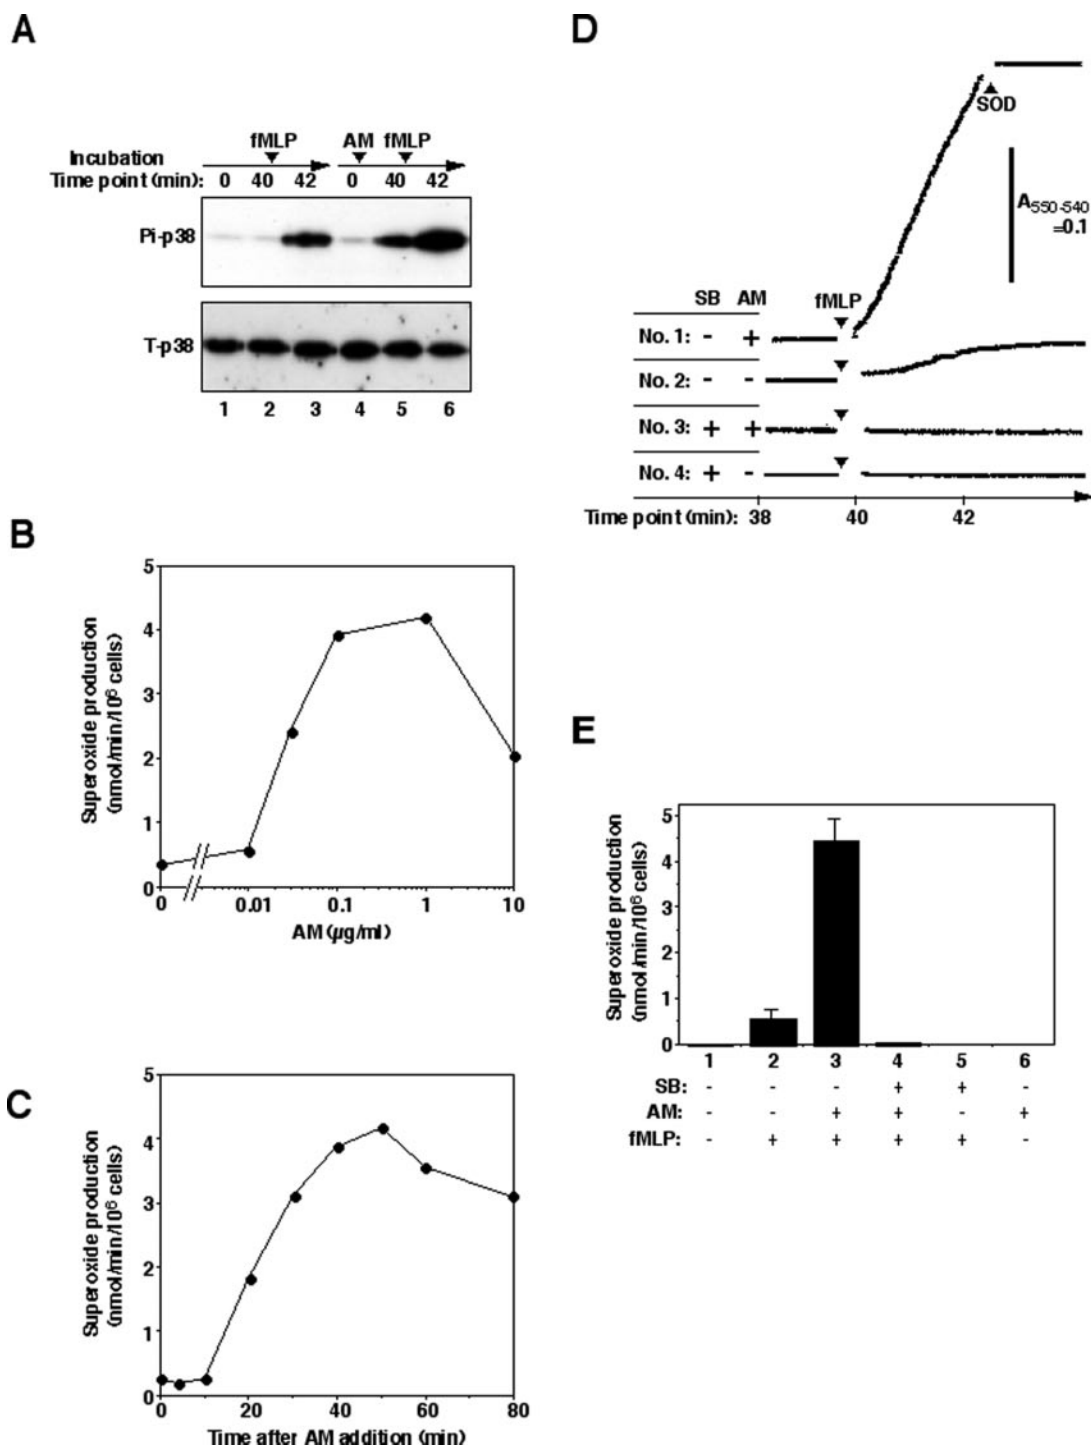 A
fMLP AM fMLP
Incubation
Time point (min): 0 40 42 0 40 42
Pi-p38
T-p38
1 2 3 4 5 6
B
5
4
3
2
1
0
Superoxide production
(nmol/min/10⁶ cells)
0 0.01 0.1 1 10
AM (µg/ml)
C
5
4
3
2
1
0
Superoxide production
(nmol/min/10⁶ cells)
0 20 40 60 80
Time after AM addition (min)
D
SOD
A550-540
=0.1
SB AM fMLP
No. 1: - +
No. 2: - -
No. 3: + +
No. 4: + -
Time point (min): 38 40 42
E
5
4
3
2
1
0
Superoxide production
(nmol/min/10⁶ cells)
1 2 3 4 5 6
SB: - - - + + -
AM: - - + + - +
fMLP: - + + + + -